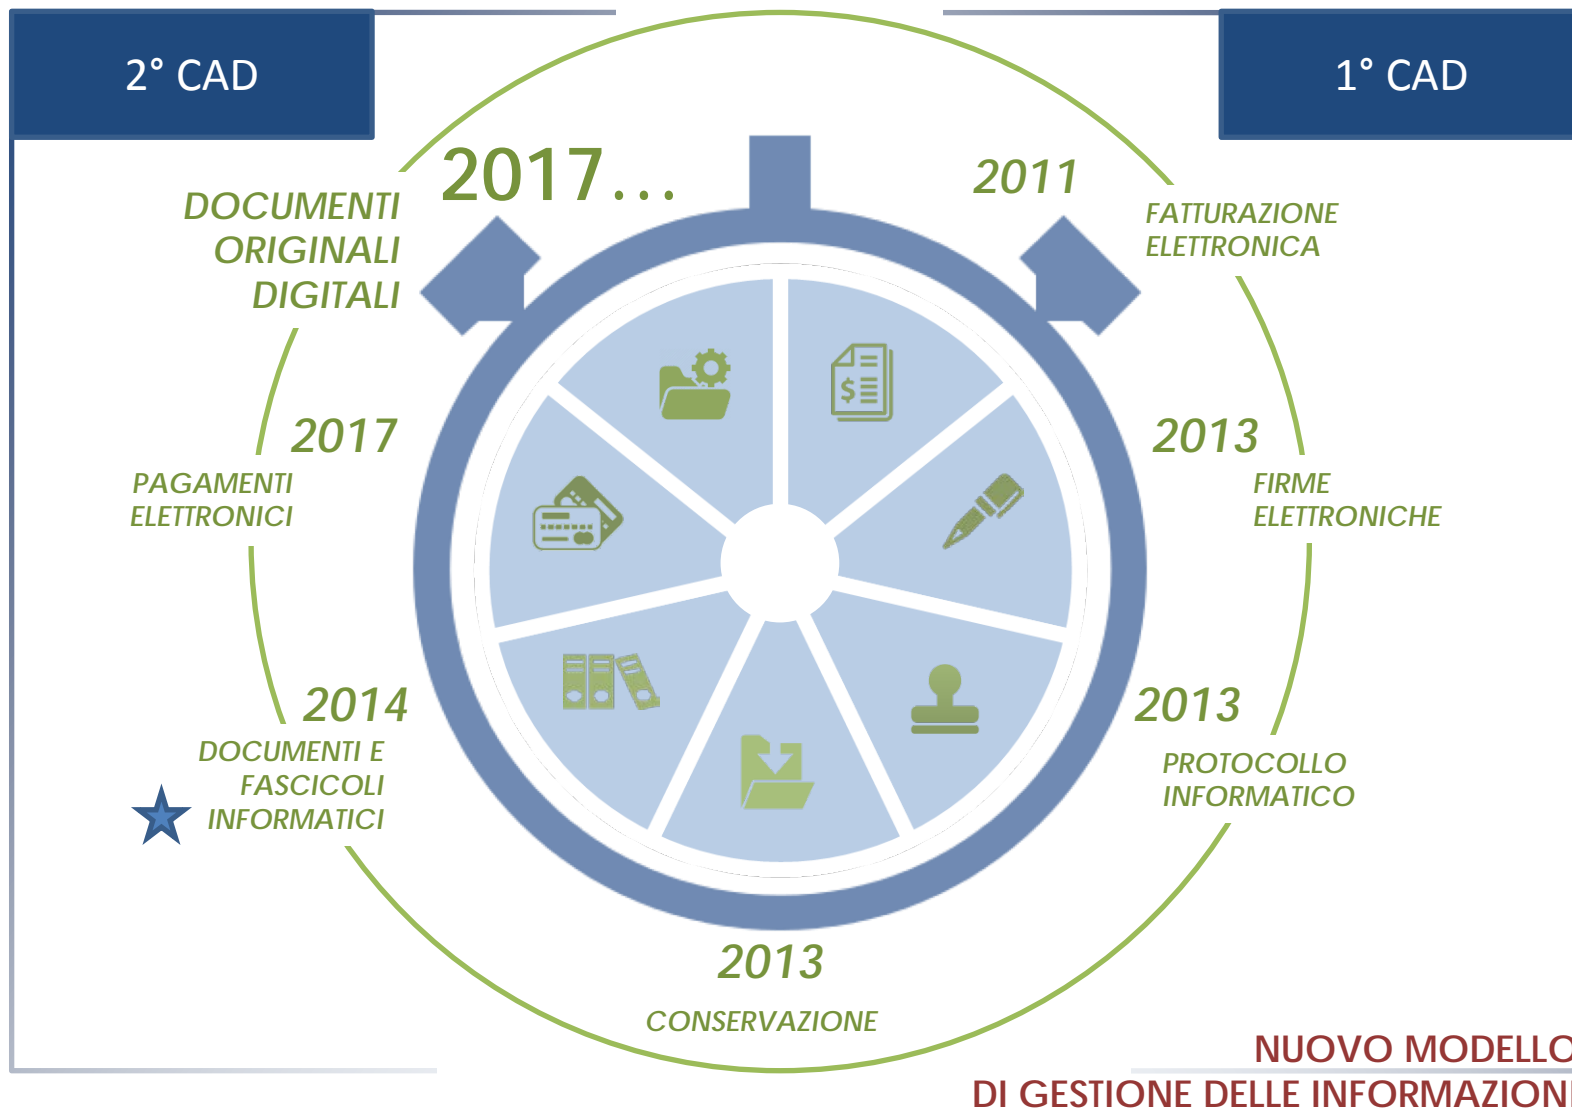 2° CAD
1° CAD
2017...
DOCUMENTI
ORIGINALI
DIGITALI
2011
FATTURAZIONE
ELETTRONICA
2017
PAGAMENTI
ELETTRONICI
2013
FIRME
ELETTRONICHE
2014
DOCUMENTI E
FASCICOLI
INFORMATICI
2013
PROTOCOLLO
INFORMATICO
$
2013
CONSERVAZIONE
NUOVO MODELLO
DI GESTIONE DELLE INFORMAZIONI